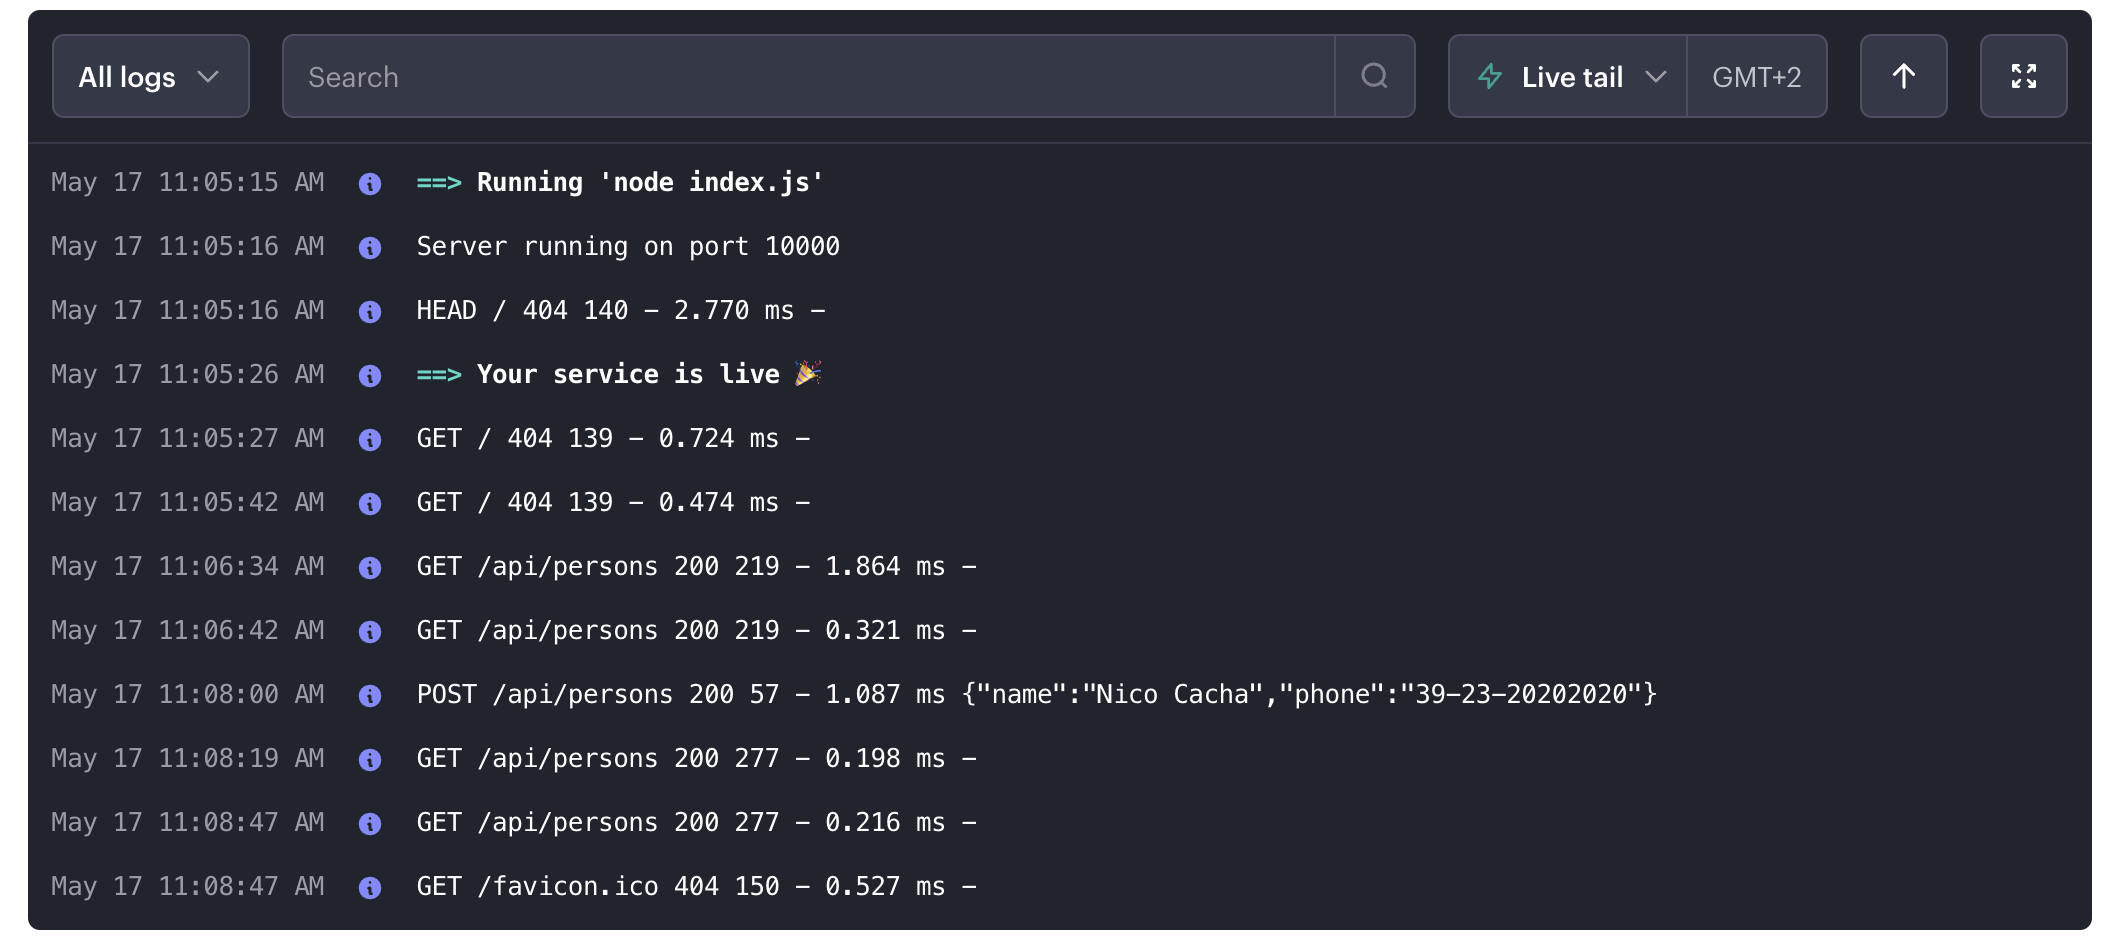 All logs Search Live tail GMT+2
May 17 11:05:15 AM ==> Running 'node index.js'
May 17 11:05:16 AM Server running on port 10000
May 17 11:05:16 AM HEAD / 404 140 - 2.770 ms -
May 17 11:05:26 AM ==> Your service is live 🎉
May 17 11:05:27 AM GET / 404 139 - 0.724 ms -
May 17 11:05:42 AM GET / 404 139 - 0.474 ms -
May 17 11:06:34 AM GET /api/persons 200 219 - 1.864 ms -
May 17 11:06:42 AM GET /api/persons 200 219 - 0.321 ms -
May 17 11:08:00 AM POST /api/persons 200 57 - 1.087 ms {"name":"Nico Cacha","phone":"39-23-20202020"}
May 17 11:08:19 AM GET /api/persons 200 277 - 0.198 ms -
May 17 11:08:47 AM GET /api/persons 200 277 - 0.216 ms -
May 17 11:08:47 AM GET /favicon.ico 404 150 - 0.527 ms -